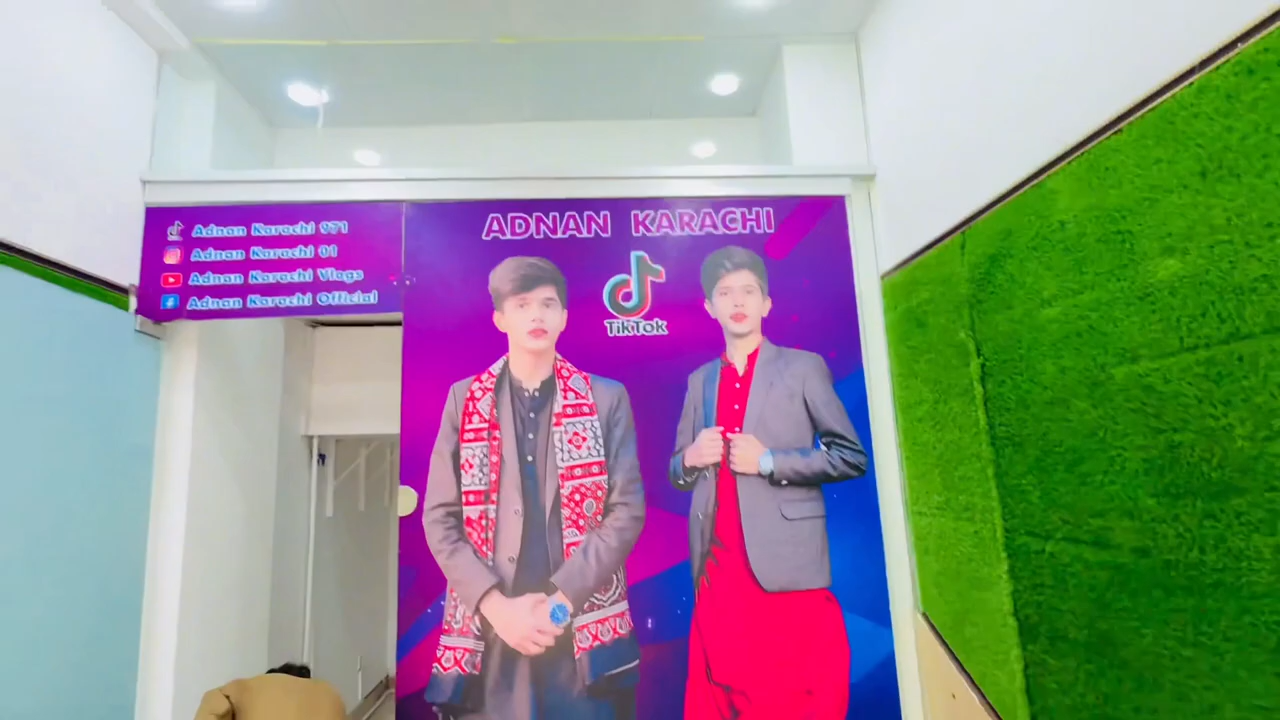 Adnan Karachi 971
Adnan Karachi 01
Adnan Karachi Vlogs
Adnan Karachi Official
ADNAN KARACHI
TikTok